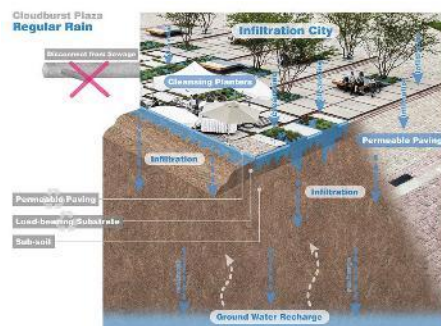 Cloudburst Plaza
Regular Rain
Infiltration City
Disconnect from Sewage
Cleansing Planters
Permeable Paving
Infiltration
Infiltration
Permeable Paving
Load-bearing Substrate
Sub-soil
Ground Water Recharge